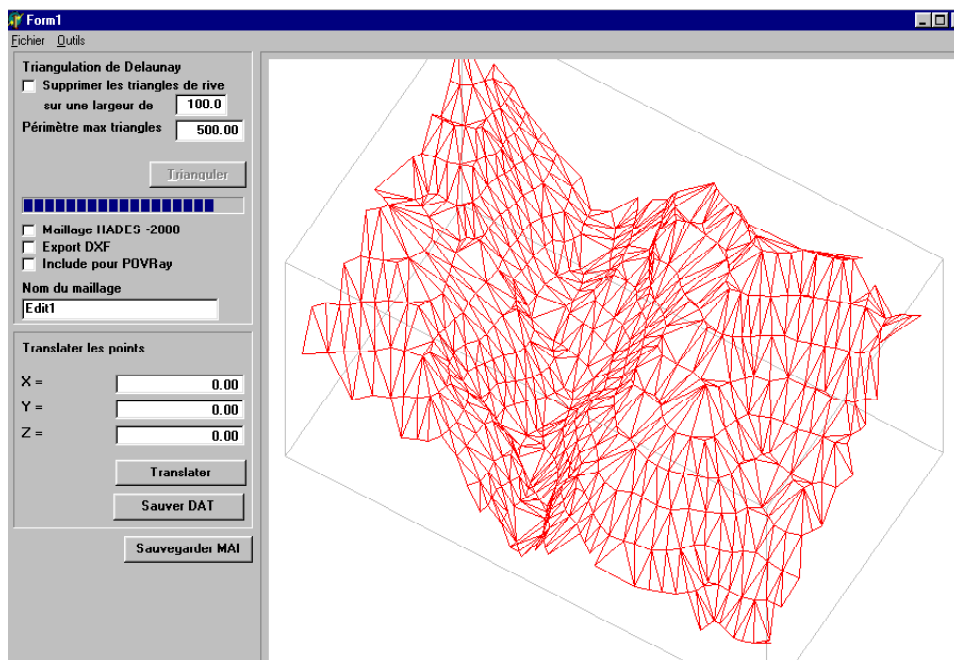 Form1
Fichier Outils
Triangulation de Delaunay
Supprimer les triangles de rive
sur une largeur de 100.0
Périmètre max triangles 500.00
Trianguler
Maillage HADES -2000
Export DXF
Include pour POVRay
Nom du maillage
Edit1
Translater les points
X = 0.00
Y = 0.00
Z = 0.00
Translater
Sauver DAT
Sauvegarder MAI